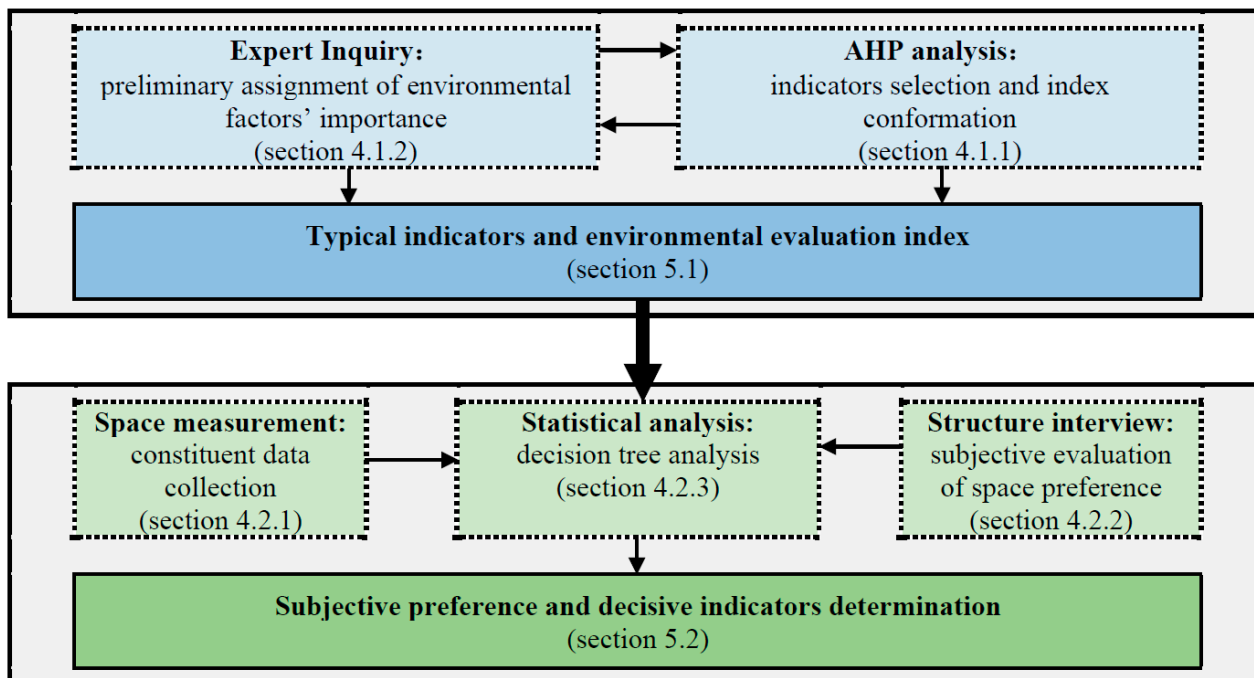 Expert Inquiry：
preliminary assignment of environmental
factors’ importance
(section 4.1.2)
AHP analysis：
indicators selection and index
conformation
(section 4.1.1)
Typical indicators and environmental evaluation index
(section 5.1)
Space measurement:
constituent data
collection
(section 4.2.1)
Statistical analysis:
decision tree analysis
(section 4.2.3)
Structure interview:
subjective evaluation
of space preference
(section 4.2.2)
Subjective preference and decisive indicators determination
(section 5.2)